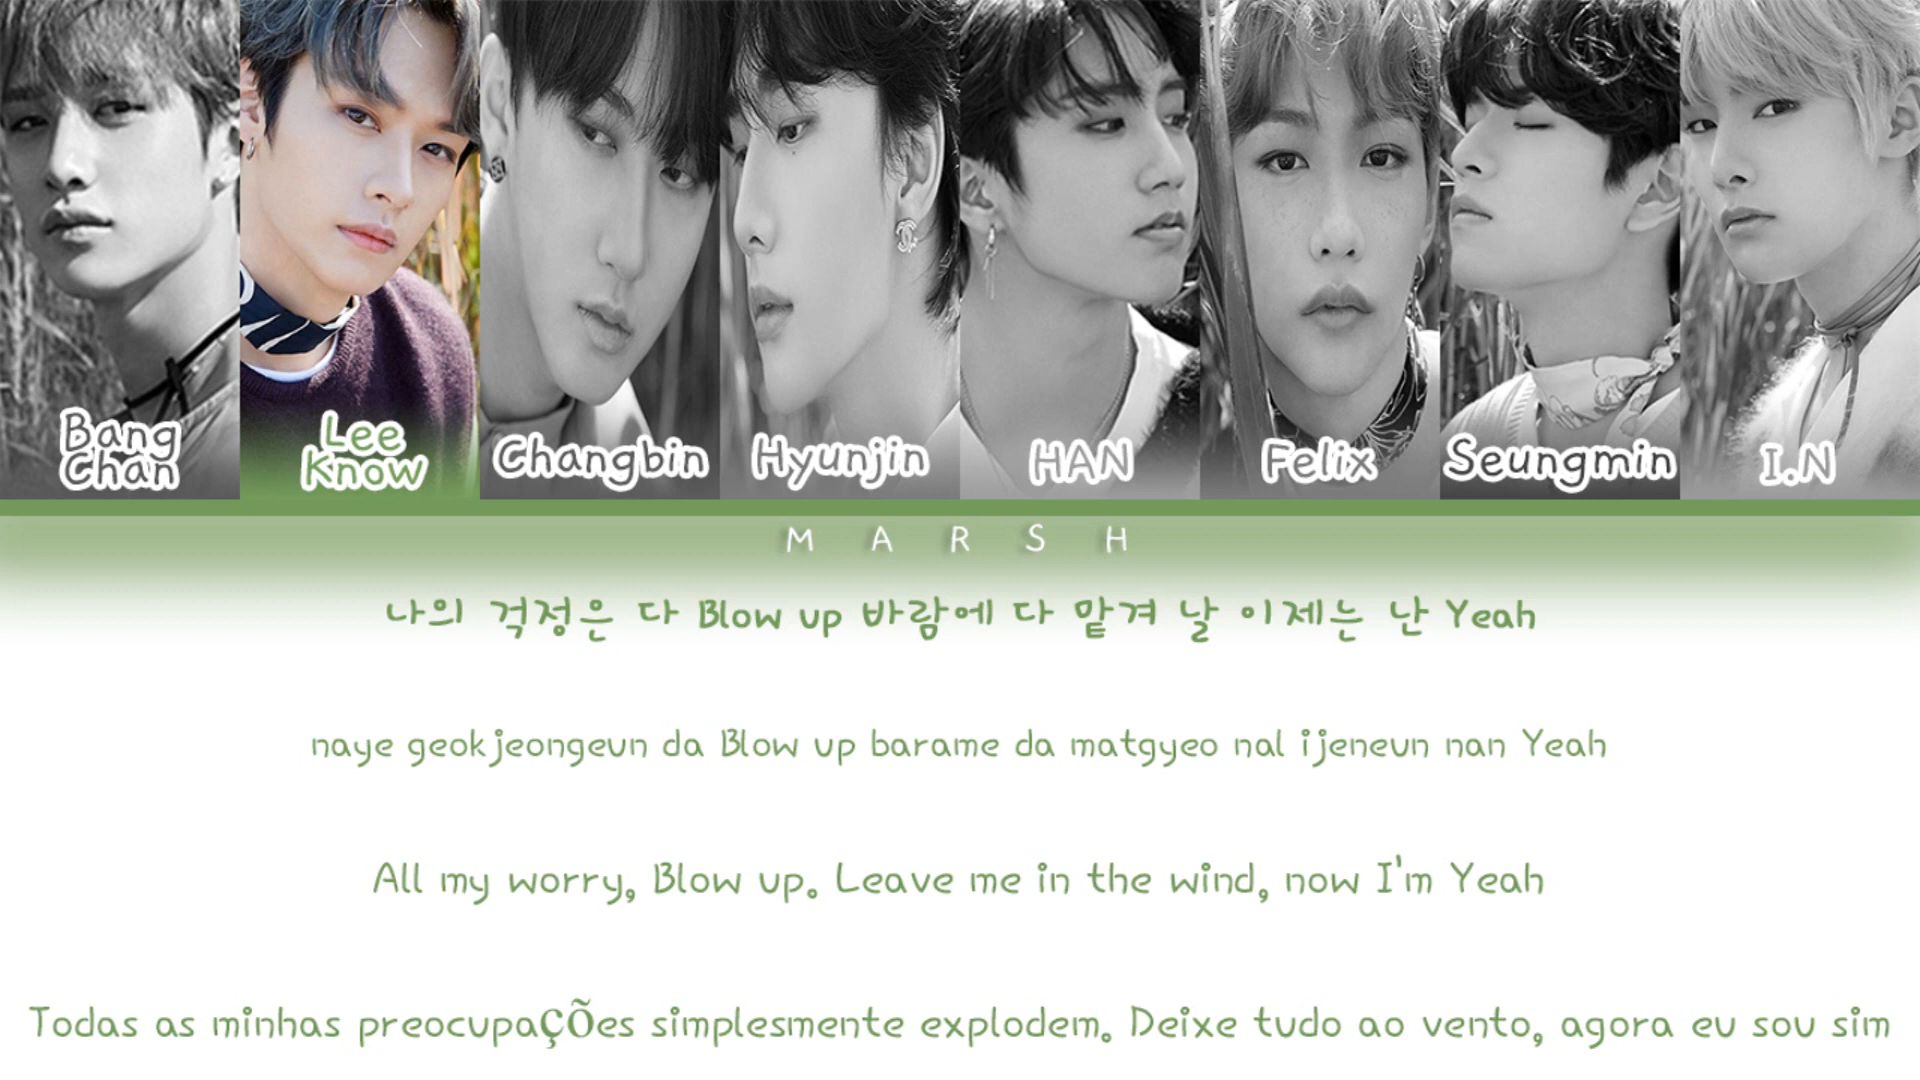 Bang
Chan
Lee
Know
Changbin
Hyunjin
HAN
Felix
Seungmin
I.N
MARSH
나의 걱정은 다 Blow up 바람에 다 맡겨 날 이제는 난 Yeah
naye geokjeongeun da Blow up barame da matgyeo nal ijeneun nan Yeah
All my worry, Blow up. Leave me in the wind, now I'm Yeah
Todas as minhas preocupaÇÕes simplesmente explodem. Deixe tudo ao vento, agora eu sou sim